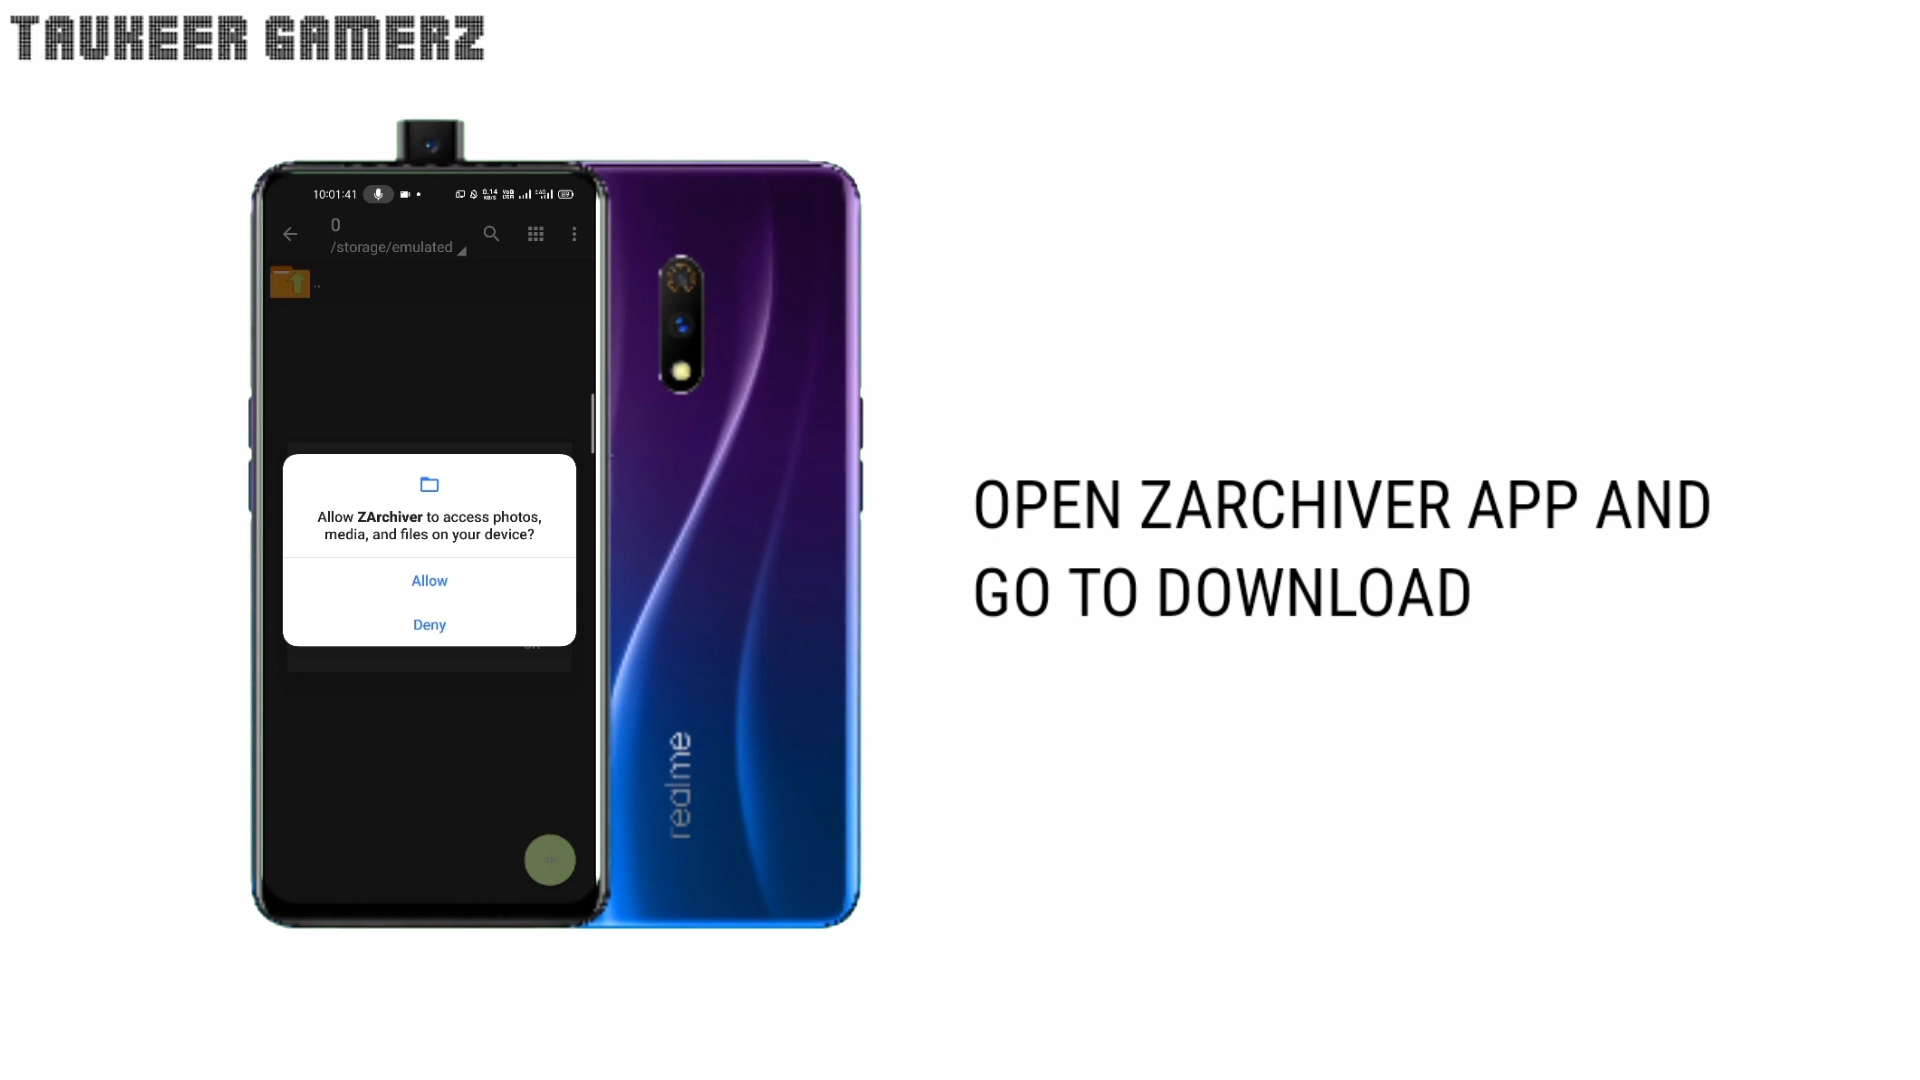 TAUKEER GAMERZ
10:01:41
0
/storage/emulated
..
Allow ZArchiver to access photos,
media, and files on your device?
Allow
Deny
realme
OPEN ZARCHIVER APP AND
GO TO DOWNLOAD